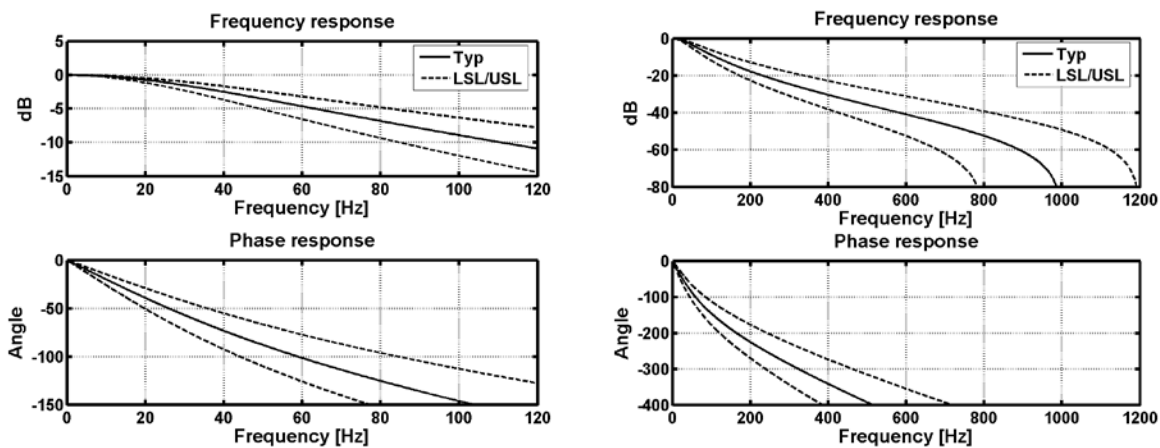 Frequency response
5
0
-5
-10
-15
dB
0 20 40 60 80 100 120
Frequency [Hz]
Typ
LSL/USL
Phase response
0
-50
-100
-150
Angle
0 20 40 60 80 100 120
Frequency [Hz]
Frequency response
0
-20
-40
-60
-80
dB
0 200 400 600 800 1000 1200
Frequency [Hz]
Typ
LSL/USL
Phase response
0
-100
-200
-300
-400
Angle
0 200 400 600 800 1000 1200
Frequency [Hz]